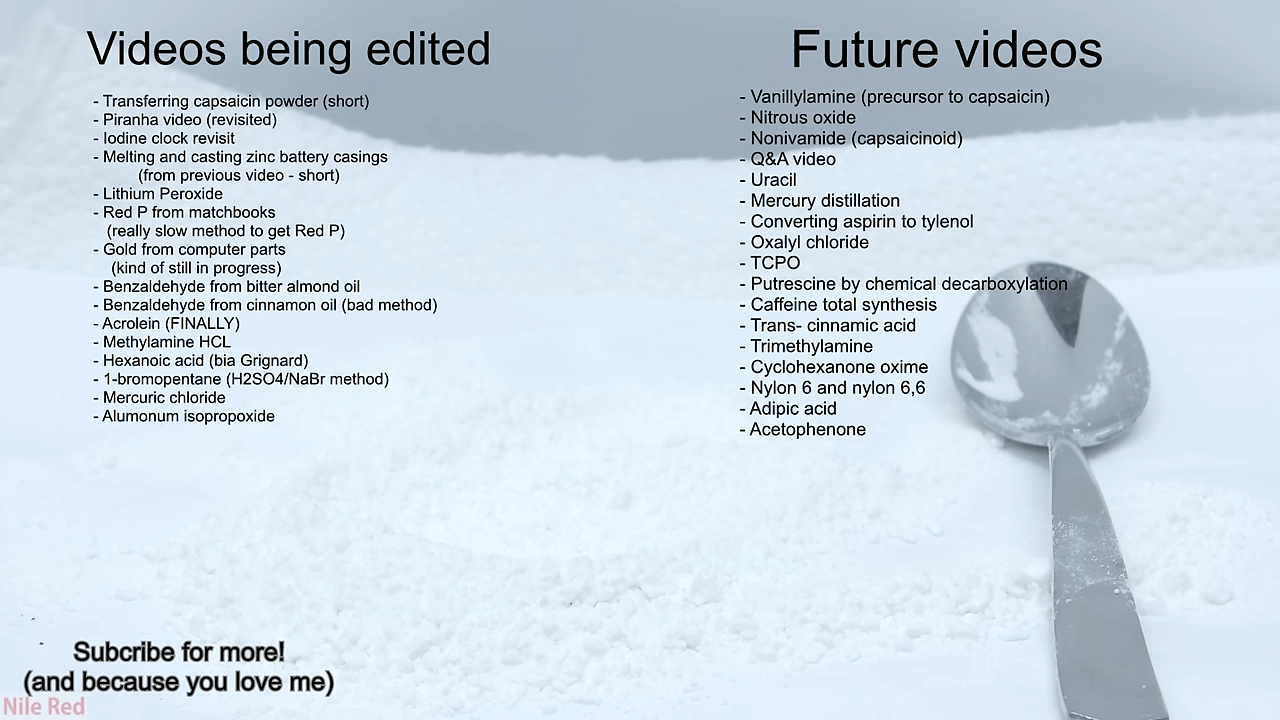 Videos being edited
- Transferring capsaicin powder (short)
- Piranha video (revisited)
- Iodine clock revisit
- Melting and casting zinc battery casings
(from previous video - short)
- Lithium Peroxide
- Red P from matchbooks
(really slow method to get Red P)
- Gold from computer parts
(kind of still in progress)
- Benzaldehyde from bitter almond oil
- Benzaldehyde from cinnamon oil (bad method)
- Acrolein (FINALLY)
- Methylamine HCL
- Hexanoic acid (bia Grignard)
- 1-bromopentane (H2SO4/NaBr method)
- Mercuric chloride
- Alumonum isopropoxide
Future videos
- Vanillylamine (precursor to capsaicin)
- Nitrous oxide
- Nonivamide (capsaicinoid)
- Q&A video
- Uracil
- Mercury distillation
- Converting aspirin to tylenol
- Oxalyl chloride
- TCPO
- Putrescine by chemical decarboxylation
- Caffeine total synthesis
- Trans- cinnamic acid
- Trimethylamine
- Cyclohexanone oxime
- Nylon 6 and nylon 6,6
- Adipic acid
- Acetophenone
Subcribe for more!
(and because you love me)
Nile Red